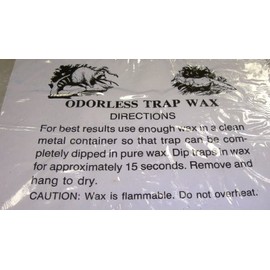 ODORLESS TRAP WAX
DIRECTIONS
For best results use enough wax in a clean
metal container so that trap can be com-
pletely dipped in pure wax. Dip traps in wax
for approximately 15 seconds. Remove and
hang to dry.
CAUTION: Wax is flammable. Do not overheat.